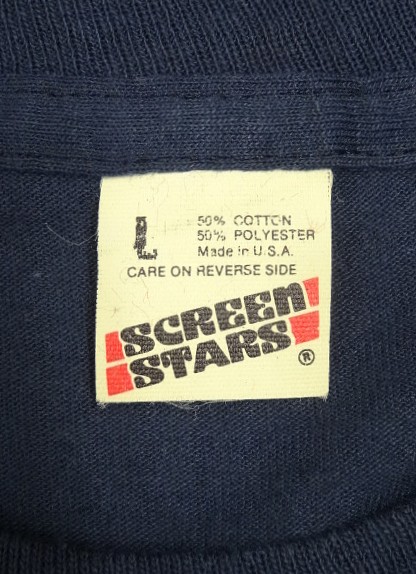 L
50% COTTON
50% POLYESTER
Made in U.S.A.
CARE ON REVERSE SIDE
SCREEN
STARS
®